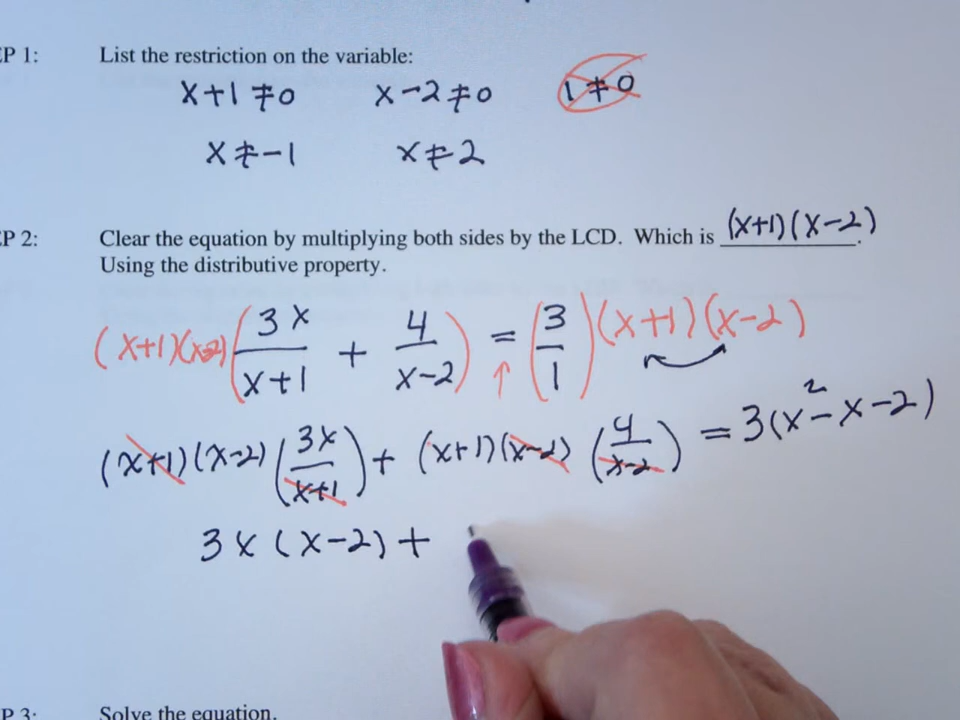 EP 1: List the restriction on the variable:
x+1≠0 x-2≠0 1≠0
x≠-1 x≠2
EP 2: Clear the equation by multiplying both sides by the LCD. Which is (x+1)(x-2).
Using the distributive property.
(x+1)(x-2)(3x/x+1 + 4/x-2) = (3/1)(x+1)(x-2)
(x+1)(x-2)(3x/x+1) + (x+1)(x-2)(4/x-2) = 3(x²-x-2)
3x(x-2)+
EP 3: Solve the equation.